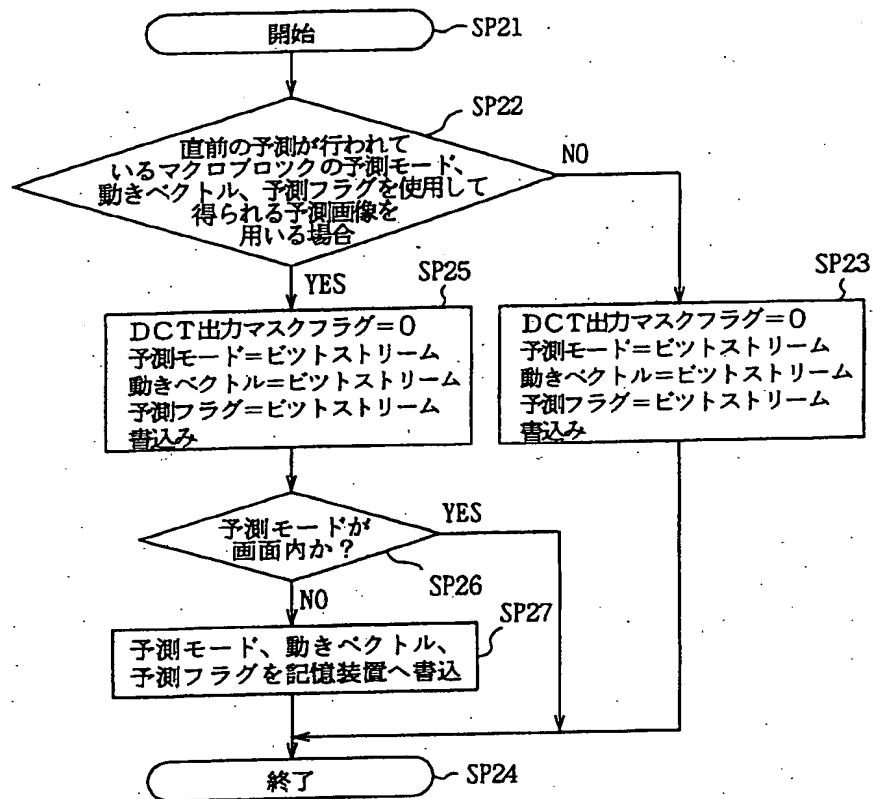 開始
SP21
SP22
直前の予測が行われて
いるマクロブロツクの予測モード、
動きベクトル、予測フラグを使用して
得られる予測画像を
用いる場合
NO
YES
SP25
SP23
DCT出力マスクフラグ=0
予測モード=ビツトストリーム
動きベクトル=ビツトストリーム
予測フラグ=ビツトストリーム
書込み
DCT出力マスクフラグ=0
予測モード=ビツトストリーム
動きベクトル=ビツトストリーム
予測フラグ=ビツトストリーム
書込み
予測モードが
画面内か?
YES
SP26
NO
SP27
予測モード、動きベクトル、
予測フラグを記憶装置へ書込
終了
SP24